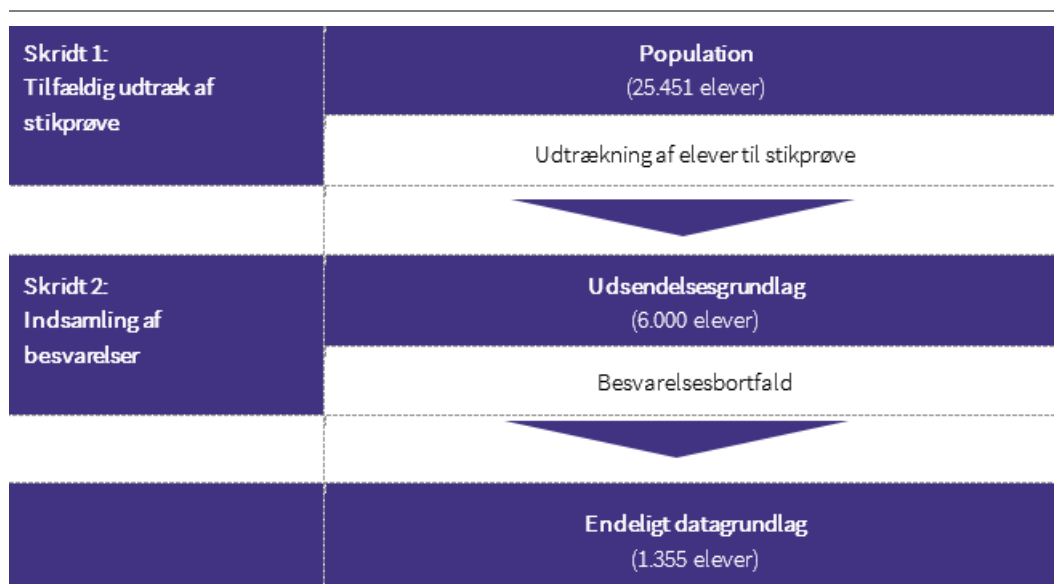 Skridt 1:
Tilfældig udtræk af
stikprøve
Population
(25.451 elever)
Udtrækning af elever til stikprøve
Skridt 2:
Indsamling af
besvarelser
Udsendelsesgrundlag
(6.000 elever)
Besvarelsesbortfald
Endeligt datagrundlag
(1.355 elever)